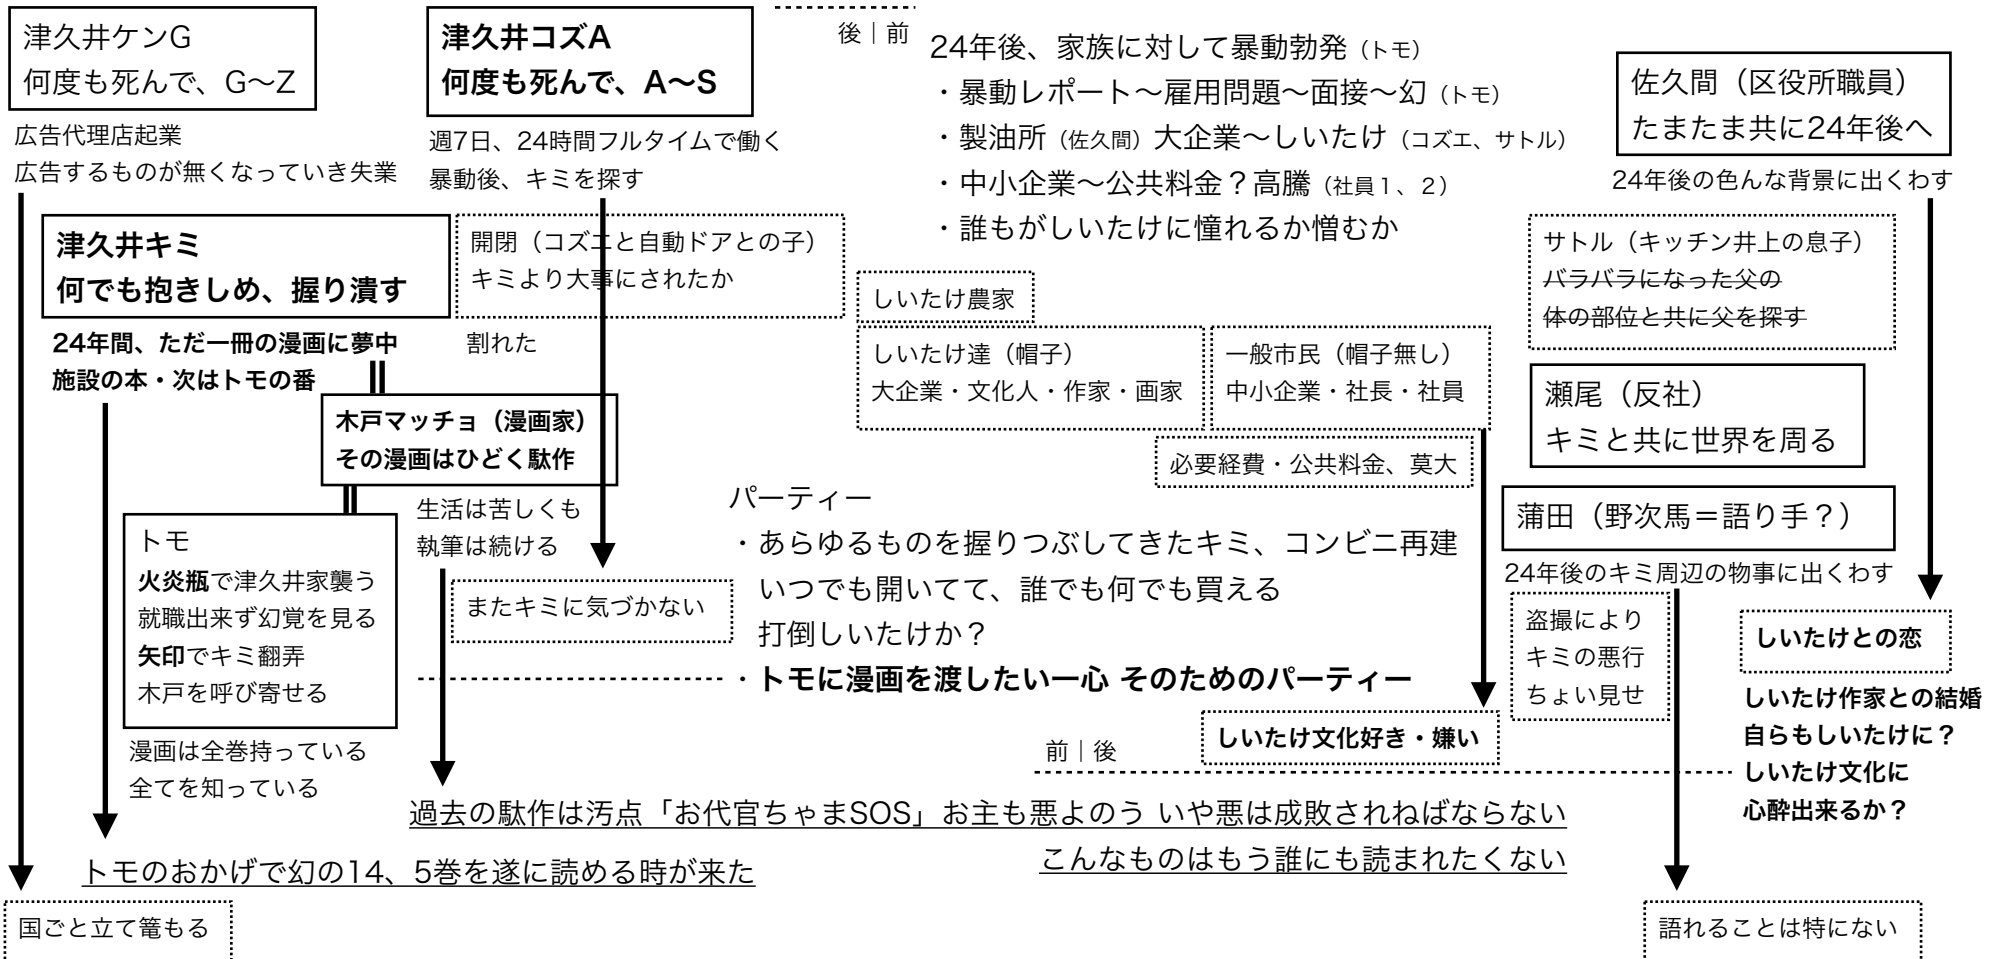 津久井ケンG
何度も死んで、G〜Z
広告代理店起業
広告するものが無くなっていき失業
津久井コズA
何度も死んで、A〜S
週7日、24時間フルタイムで働く
暴動後、キミを探す
後｜前
24年後、家族に対して暴動勃発（トモ）
・暴動レポート〜雇用問題〜面接〜幻（トモ）
・製油所（佐久間）大企業〜しいたけ（コズエ、サトル）
・中小企業〜公共料金？高騰（社員１、２）
・誰もがしいたけに憧れるか憎むか
佐久間（区役所職員）
たまたま共に24年後へ
24年後の色んな背景に出くわす
津久井キミ
何でも抱きしめ、握り潰す
24年間、ただ一冊の漫画に夢中
施設の本・次はトモの番
開閉（コズエと自動ドアとの子）
キミより大事にされたか
割れた
しいたけ農家
しいたけ達（帽子）
大企業・文化人・作家・画家
一般市民（帽子無し）
中小企業・社長・社員
必要経費・公共料金、莫大
サトル（キッチン井上の息子）
バラバラになった父の
体の部位と共に父を探す
瀬尾（反社）
キミと共に世界を周る
蒲田（野次馬＝語り手？）
24年後のキミ周辺の物事に出くわす
木戸マッチョ（漫画家）
その漫画はひどく駄作
生活は苦しくも
執筆は続ける
トモ
火炎瓶で津久井家襲う
就職出来ず幻覚を見る
矢印でキミ翻弄
木戸を呼び寄せる
漫画は全巻持っている
全てを知っている
またキミに気づかない
パーティー
・あらゆるものを握りつぶしてきたキミ、コンビニ再建
いつでも開いてて、誰でも何でも買える
打倒しいたけか？
・トモに漫画を渡したい一心 そのためのパーティー
盗撮により
キミの悪行
ちょい見せ
しいたけとの恋
しいたけ作家との結婚
自らもしいたけに？
しいたけ文化に
心酔出来るか？
しいたけ文化好き・嫌い
前｜後
過去の駄作は汚点「お代官ちゃまSOS」お主も悪よのう いや悪は成敗されねばならない
こんなものはもう誰にも読まれたくない
トモのおかげで幻の14、5巻を遂に読める時が来た
国ごと立て篭もる
語れることは特にない